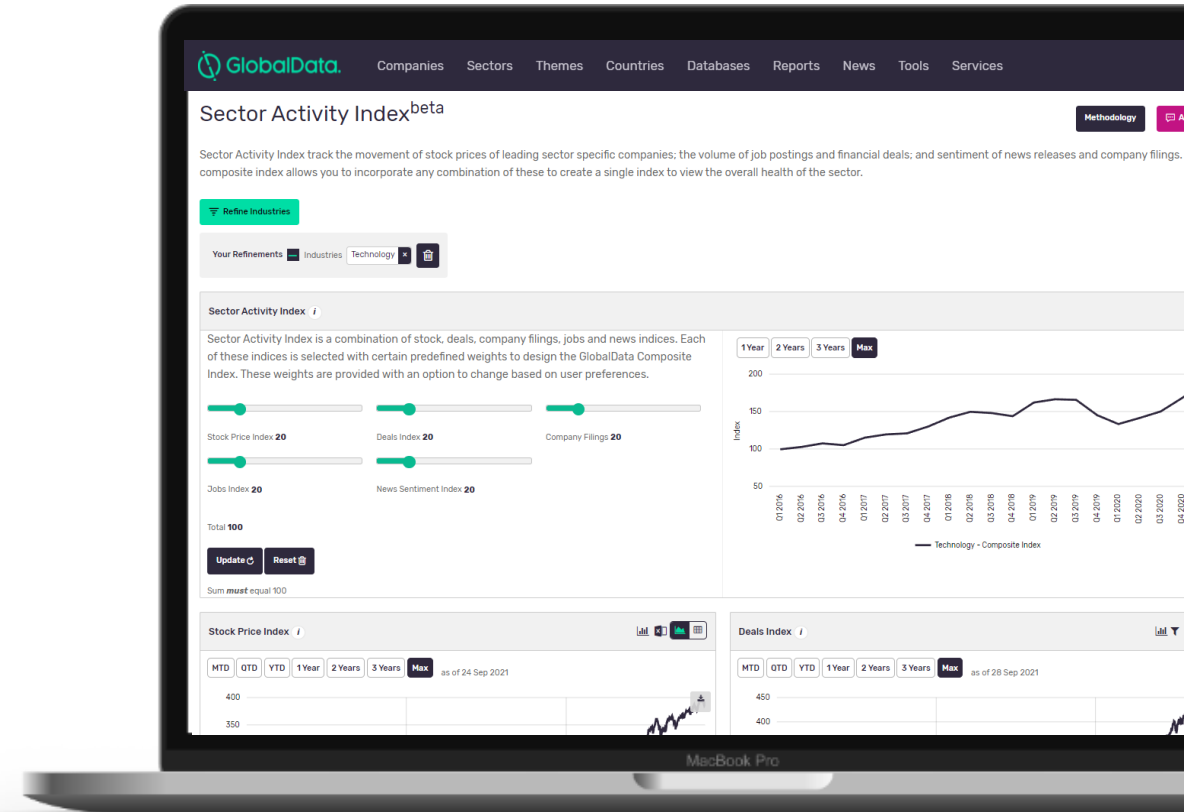 GlobalData.
Companies Sectors Themes Countries Databases Reports News Tools Services
Sector Activity Index beta
Methodology
A
Sector Activity Index track the movement of stock prices of leading sector specific companies; the volume of job postings and financial deals; and sentiment of news releases and company filings.
composite index allows you to incorporate any combination of these to create a single index to view the overall health of the sector.
Refine Industries
Your Refinements Industries Technology x
Sector Activity Index i
Sector Activity Index is a combination of stock, deals, company filings, jobs and news indices. Each
of these indices is selected with certain predefined weights to design the GlobalData Composite
Index. These weights are provided with an option to change based on user preferences.
Stock Price Index 20
Deals Index 20
Company Filings 20
Jobs Index 20
News Sentiment Index 20
Total 100
Update
Reset
Sum must equal 100
1 Year 2 Years 3 Years Max
200
150
100
50
Index
Q1 2016
Q2 2016
Q3 2016
Q4 2016
Q1 2017
Q2 2017
Q3 2017
Q4 2017
Q1 2018
Q2 2018
Q3 2018
Q4 2018
Q1 2019
Q2 2019
Q3 2019
Q4 2019
Q1 2020
Q2 2020
Q3 2020
Q4 2020
Technology - Composite Index
Stock Price Index i
MTD QTD YTD 1 Year 2 Years 3 Years Max as of 24 Sep 2021
400
350
Deals Index i
MTD QTD YTD 1 Year 2 Years 3 Years Max as of 28 Sep 2021
450
400
MacBook Pro